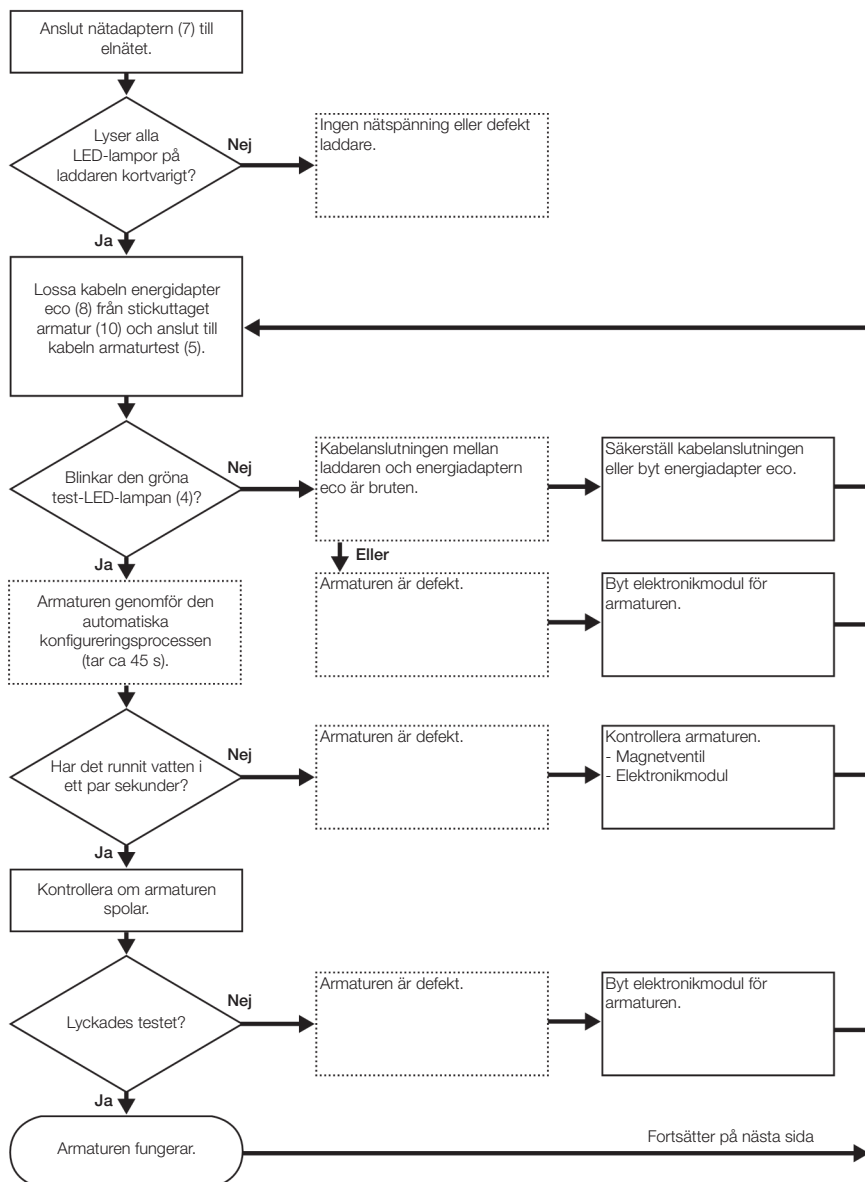 Anslut nätadaptern (7) till
elnätet.
Lyser alla
LED-lampor på
laddaren kortvarigt?
Nej
Ingen nätspänning eller defekt
laddare.
Ja
Lossa kabeln energidapter
eco (8) från stickuttaget
armatur (10) och anslut till
kabeln armaturtest (5).
Blinkar den gröna
test-LED-lampan (4)?
Nej
Kabelanslutningen mellan
laddaren och energiadaptern
eco är bruten.
Säkerställ kabelanslutningen
eller byt energiadapter eco.
Eller
Armaturen är defekt.
Byt elektronikmodul för
armaturen.
Ja
Armaturen genomför den
automatiska
konfigureringsprocessen
(tar ca 45 s).
Har det runnit vatten i
ett par sekunder?
Nej
Armaturen är defekt.
Kontrollera armaturen.
- Magnetventil
- Elektronikmodul
Ja
Kontrollera om armaturen
spolar.
Lyckades testet?
Nej
Armaturen är defekt.
Byt elektronikmodul för
armaturen.
Ja
Armaturen fungerar.
Fortsätter på nästa sida